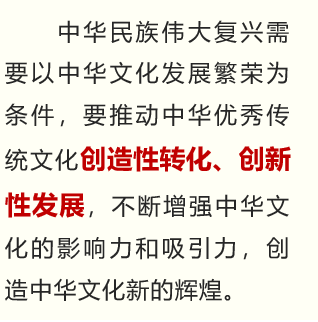 中华民族伟大复兴需
要以中华文化发展繁荣为
条件，要推动中华优秀传
统文化创造性转化、创新
性发展，不断增强中华文
化的影响力和吸引力，创
造中华文化新的辉煌。